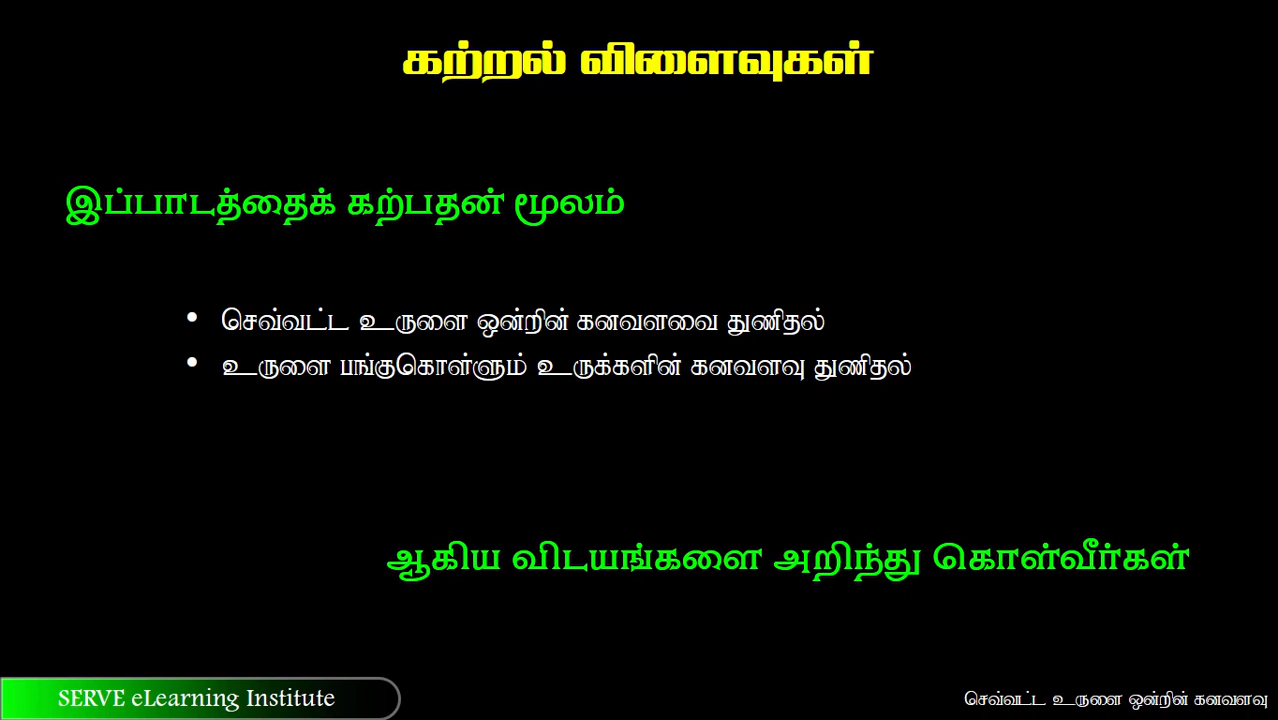 கற்றல் விளைவுகள்
இப்பாடத்தைக் கற்பதன் மூலம்
• செவ்வட்ட உருளை ஒன்றின் கனவளவை துணிதல்
• உருளை பங்குகொள்ளும் உருக்களின் கனவளவு துணிதல்
ஆகிய விடயங்களை அறிந்து கொள்வீர்கள்
SERVE eLearning Institute
செவ்வட்ட உருளை ஒன்றின் கனவளவு